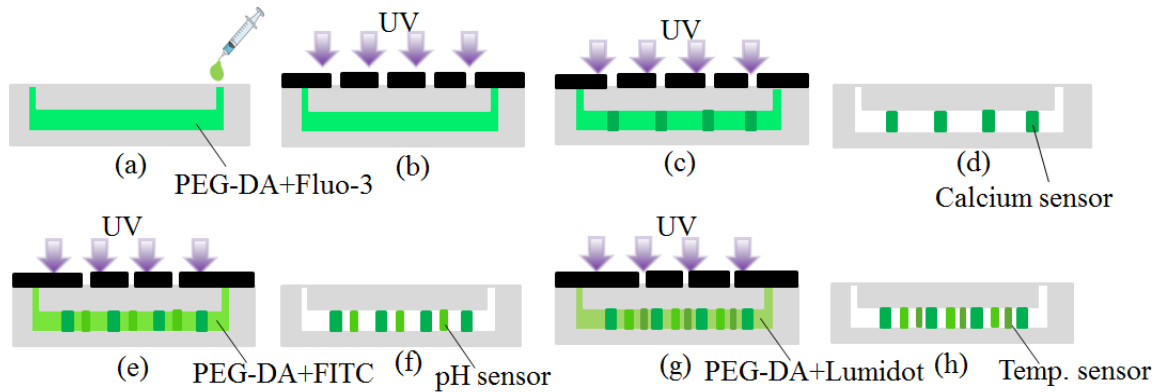 UV
UV
(a)
(b)
(c)
(d)
PEG-DA+Fluo-3
Calcium sensor
UV
UV
(e)
(f)
(g)
(h)
PEG-DA+FITC
pH sensor
PEG-DA+Lumidot
Temp. sensor